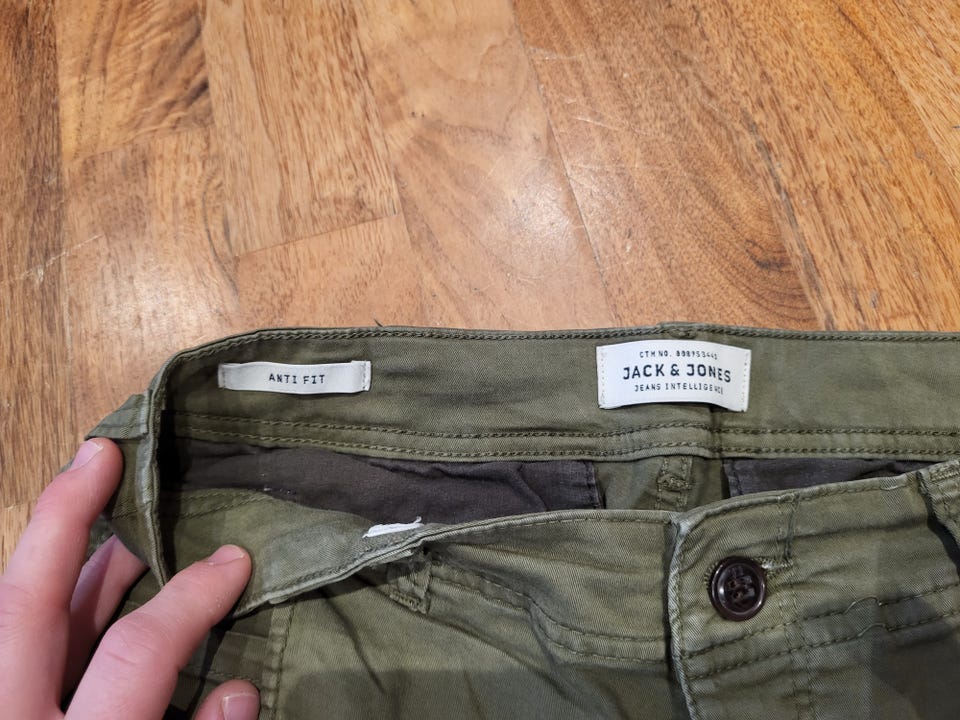 ANTI FIT
CTM NO.
JACK & JONES
JEANS INTELLIGENCE